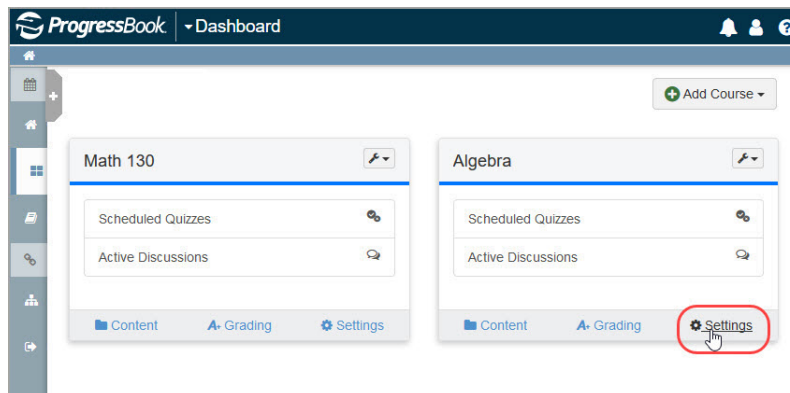 ProgressBook. Dashboard
Add Course
Math 130
Algebra
Scheduled Quizzes
Scheduled Quizzes
Active Discussions
Active Discussions
Content A+ Grading Settings
Content A+ Grading Settings